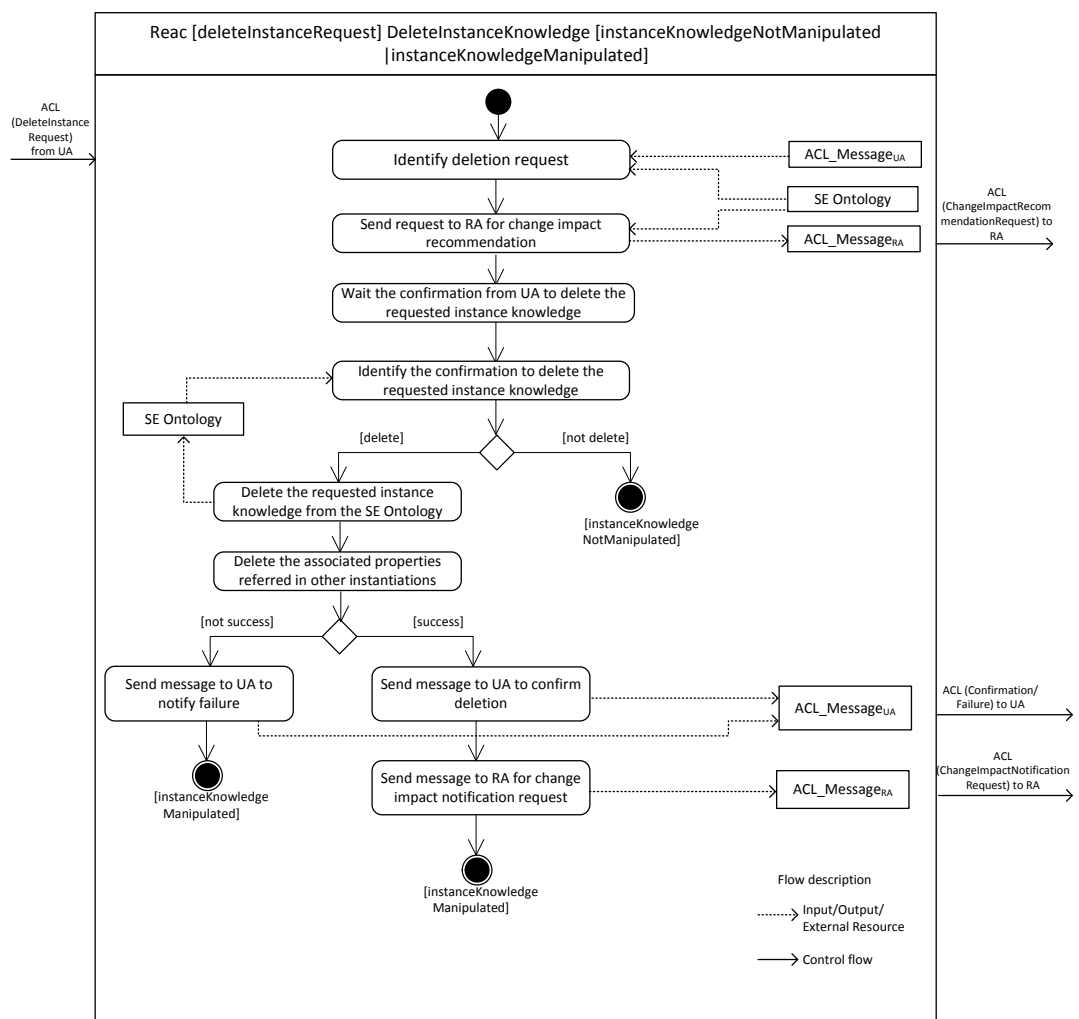 Reac [deleteInstanceRequest] DeleteInstanceKnowledge [instanceKnowledgeNotManipulated
|instanceKnowledgeManipulated]
ACL
(DeleteInstance
Request)
from UA
Identify deletion request
ACL_MessageUA
SE Ontology
Send request to RA for change impact
recommendation
ACL_MessageRA
ACL
(ChangeImpactRecom
mendationRequest) to
RA
Wait the confirmation from UA to delete the
requested instance knowledge
Identify the confirmation to delete the
requested instance knowledge
SE Ontology
[delete]
[not delete]
Delete the requested instance
knowledge from the SE Ontology
[instanceKnowledge
NotManipulated]
Delete the associated properties
referred in other instantiations
[not success]
[success]
Send message to UA to
notify failure
Send message to UA to confirm
deletion
ACL_MessageUA
ACL (Confirmation/
Failure) to UA
[instanceKnowledge
Manipulated]
Send message to RA for change
impact notification request
ACL_MessageRA
ACL
(ChangeImpactNotification
Request) to RA
[instanceKnowledge
Manipulated]
Flow description
Input/Output/
External Resource
Control flow